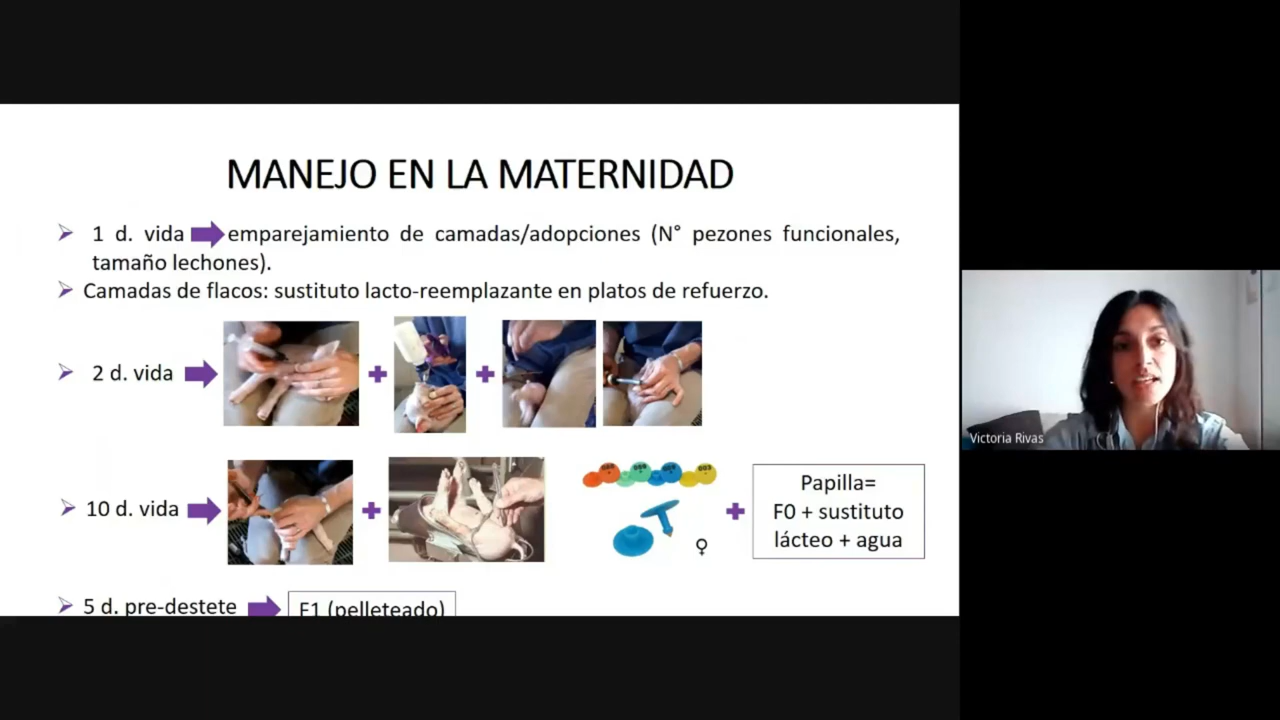 MANEJO EN LA MATERNIDAD
1 d. vida emparejamiento de camadas/adopciones (N° pezones funcionales,
tamaño lechones).
Camadas de flacos: sustituto lacto-reemplazante en platos de refuerzo.
2 d. vida
10 d. vida
♀
Papilla=
F0 + sustituto
lácteo + agua
5 d. pre-destete
F1 (pelleteado)
Victoria Rivas